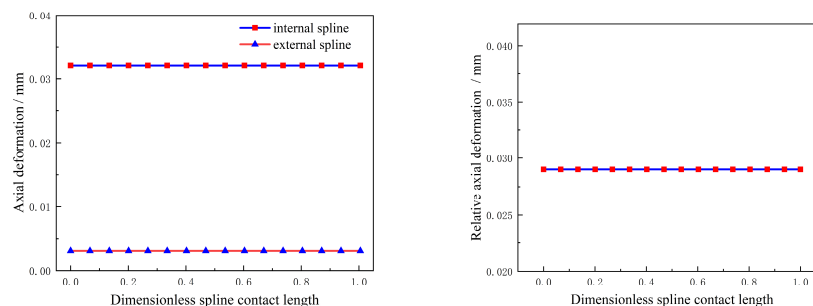 0.04
0.03
0.02
0.01
0.00
Axial deformation / mm
internal spline
external spline
0.0 0.2 0.4 0.6 0.8 1.0
Dimensionless spline contact length
0.040
0.035
0.030
0.025
0.020
Relative axial deformation / mm
0.0 0.2 0.4 0.6 0.8 1.0
Dimensionless spline contact length